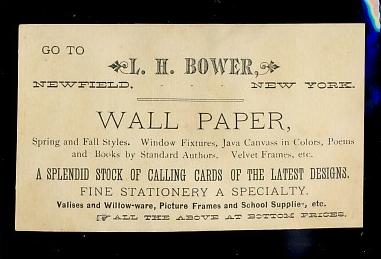 GO TO
L. H. BOWER,
NEWFIELD, - - - NEW YORK.
WALL PAPER,
Spring and Fall Styles. Window Fixtures, Java Canvass in Colors, Poems
and Books by Standard Authors. Velvet Frames, etc.
A SPLENDID STOCK OF CALLING CARDS OF THE LATEST DESIGNS.
FINE STATIONERY A SPECIALTY.
Valises and Willow-ware, Picture Frames and School Supplies, etc.
☞ ALL THE ABOVE AT BOTTOM PRICES.